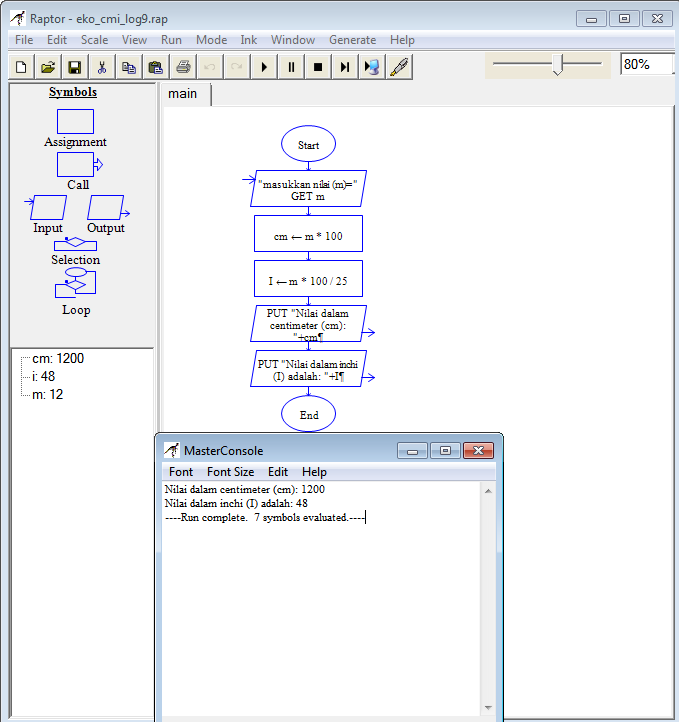 Raptor - eko_cmi_log9.rap
File Edit Scale View Run Mode Ink Window Generate Help
80%
Symbols
main
Assignment
Call
Input Output
Selection
Loop
Start
"masukkan nilai (m)="
GET m
cm ← m * 100
I ← m * 100 / 25
PUT "Nilai dalam
centimeter (cm):
"+cm¶
PUT "Nilai dalam inchi
(I) adalah: "+I¶
End
cm: 1200
i: 48
m: 12
MasterConsole
Font Font Size Edit Help
Nilai dalam centimeter (cm): 1200
Nilai dalam inchi (I) adalah: 48
----Run complete. 7 symbols evaluated.----